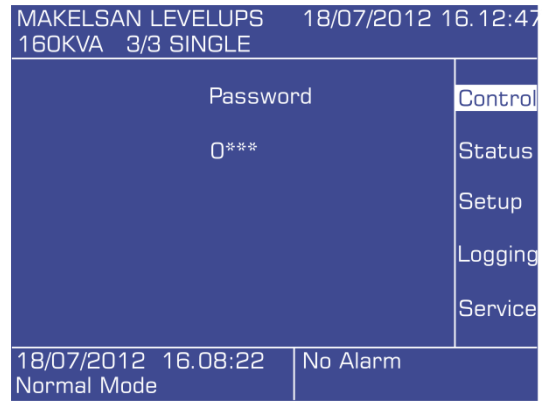 MAKELSAN LEVELUPS 18/07/2012 16.12:47
160KVA 3/3 SINGLE
Password
0***
Control
Status
Setup
Logging
Service
18/07/2012 16.08:22
Normal Mode
No Alarm